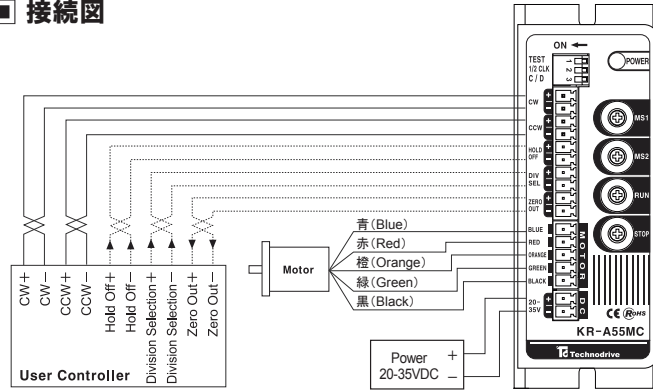 ■ 接続図
ON ←
TEST
1/2 CLK
C / D
1
2
3
POWER
CW
+
−
CCW
+
−
HOLD
OFF
+
−
DIV
SEL
+
−
ZERO
OUT
+
−
MS1
MS2
RUN
STOP
BLUE
RED
ORANGE
GREEN
BLACK
MOTOR
20-
35V
+
−
DC
CE RoHS
KR-A55MC
Td Technodrive
青(Blue)
赤(Red)
橙(Orange)
緑(Green)
黒(Black)
Motor
CW+
CW−
CCW+
CCW−
Hold Off+
Hold Off−
Division Selection+
Division Selection−
Zero Out+
Zero Out−
User Controller
Power +
20-35VDC −